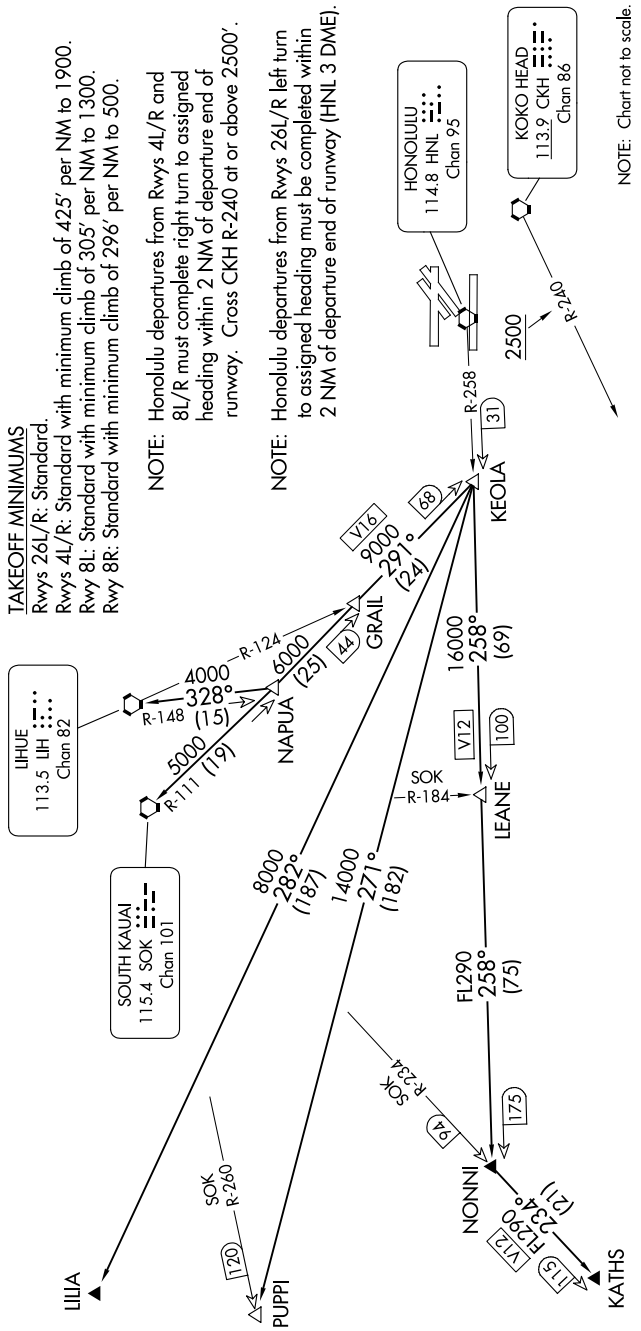 TAKEOFF MINIMUMS
Rwys 26L/R: Standard.
Rwys 4L/R: Standard with minimum climb of 425' per NM to 1900.
Rwy 8L: Standard with minimum climb of 305' per NM to 1300.
Rwy 8R: Standard with minimum climb of 296' per NM to 500.
NOTE: Honolulu departures from Rwys 4L/R and
8L/R must complete right turn to assigned
heading within 2 NM of departure end of
runway. Cross CKH R-240 at or above 2500'.
NOTE: Honolulu departures from Rwys 26L/R left turn
to assigned heading must be completed within
2 NM of departure end of runway (HNL 3 DME).
LIHUE
113.5 LIH
Chan 82
SOUTH KAUAI
115.4 SOK
Chan 101
HONOLULU
114.8 HNL
Chan 95
KOKO HEAD
113.9 CKH
Chan 86
R-240
2500
R-258
31
KEOLA
68
V16
9000
291°
(24)
GRAIL
44
6000
(25)
R-124
4000
328°
(15)
R-148
NAPUA
5000
(19)
R-111
8000
282°
(187)
LILIA
14000
271°
(182)
PUPPI
120
SOK
R-260
16000
258°
(69)
V12
100
LEANE
SOK
R-184
FL290
258°
(75)
175
NONNI
94
SOK
R-234
FL290
234°
(21)
V12
115
KATHS
NOTE: Chart not to scale.